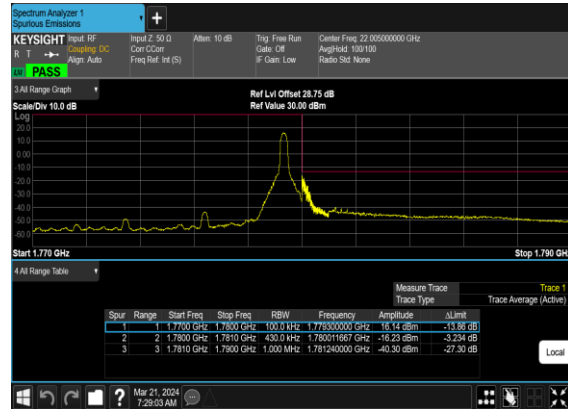 Spectrum Analyzer 1
Spurious Emissions
KEYSIGHT Input: RF Input Z: 50 Ω Atten: 10 dB Trig: Free Run Center Freq: 22.005000000 GHz
R T Coupling: DC Corr CCorr Gate: Off Avg|Hold: 100/100
Align: Auto Freq Ref: Int (S) IF Gain: Low Radio Std: None
PASS
3 All Range Graph
Ref Lvl Offset 28.75 dB
Scale/Div 10.0 dB Ref Value 30.00 dBm
Log
20.0
10.0
0.00
-10.0
-20.0
-30.0
-40.0
-50.0
-60.0
Start 1.770 GHz Stop 1.790 GHz
4 All Range Table
Measure Trace Trace 1
Trace Type Trace Average (Active)
Spur Range Start Freq Stop Freq RBW Frequency Amplitude ΔLimit
1 1 1.7700 GHz 1.7800 GHz 100.0 kHz 1.779300000 GHz 16.14 dBm -13.86 dB
2 2 1.7800 GHz 1.7810 GHz 430.0 kHz 1.780011667 GHz -16.23 dBm -3.234 dB
3 3 1.7810 GHz 1.7900 GHz 1.000 MHz 1.781240000 GHz -40.30 dBm -27.30 dB
Local
?
Mar 21, 2024
7:29:03 AM